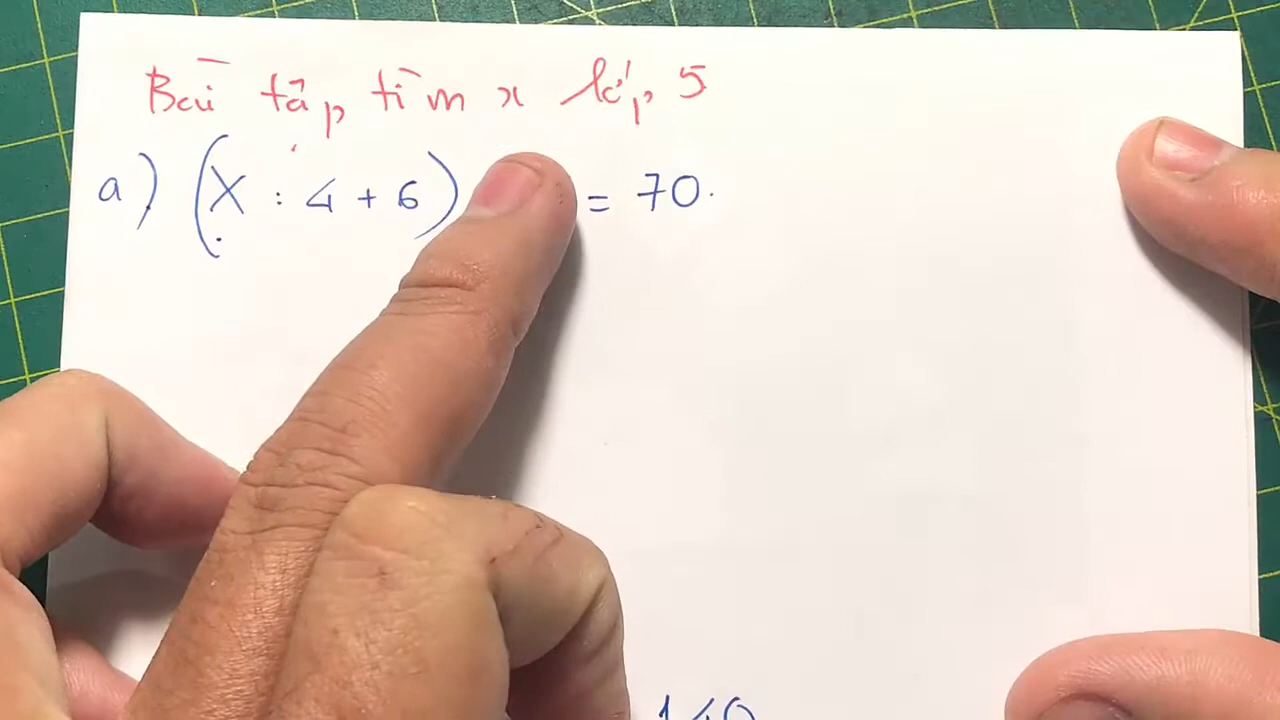 Bài tập tìm x lớp 5
a) (X : 4 + 6) = 70.